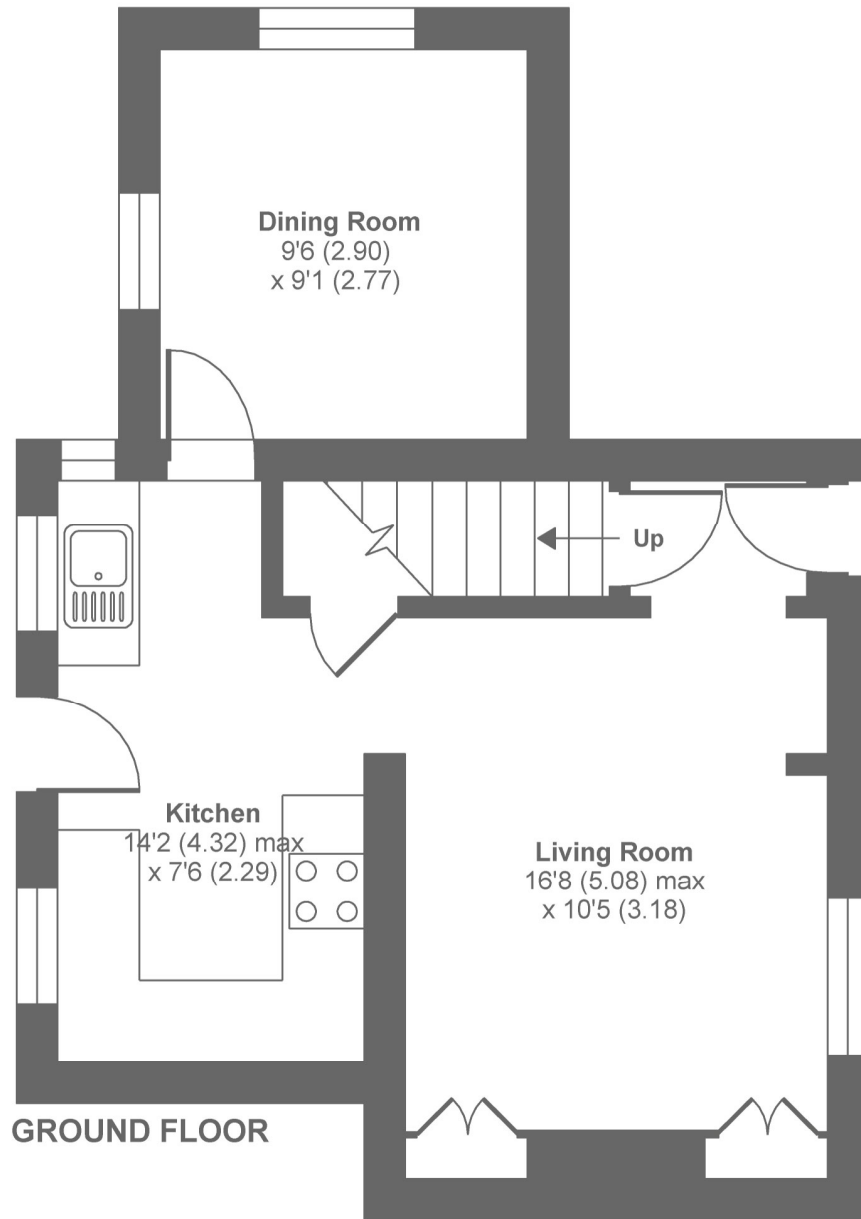 Dining Room
9'6 (2.90)
x 9'1 (2.77)
Up
Kitchen
14'2 (4.32) max
x 7'6 (2.29)
Living Room
16'8 (5.08) max
x 10'5 (3.18)
GROUND FLOOR